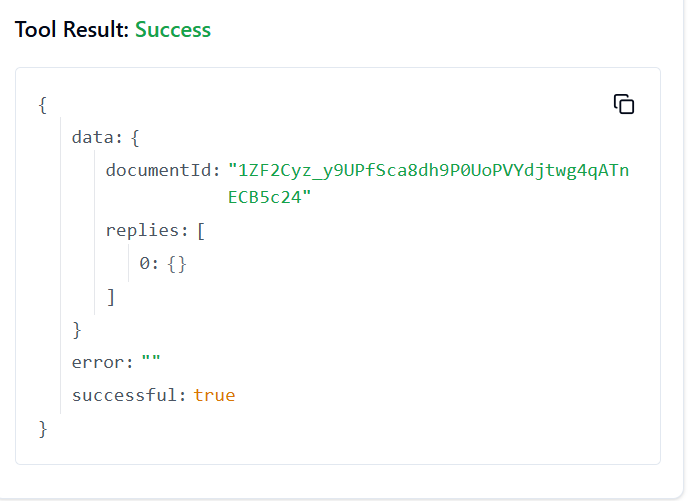 Tool Result: Success
{
data: {
documentId: "1ZF2Cyz_y9UPfSca8dh9P0UoPVYdjtwg4qATn
ECB5c24"
replies: [
0: {}
]
}
error: ""
successful: true
}